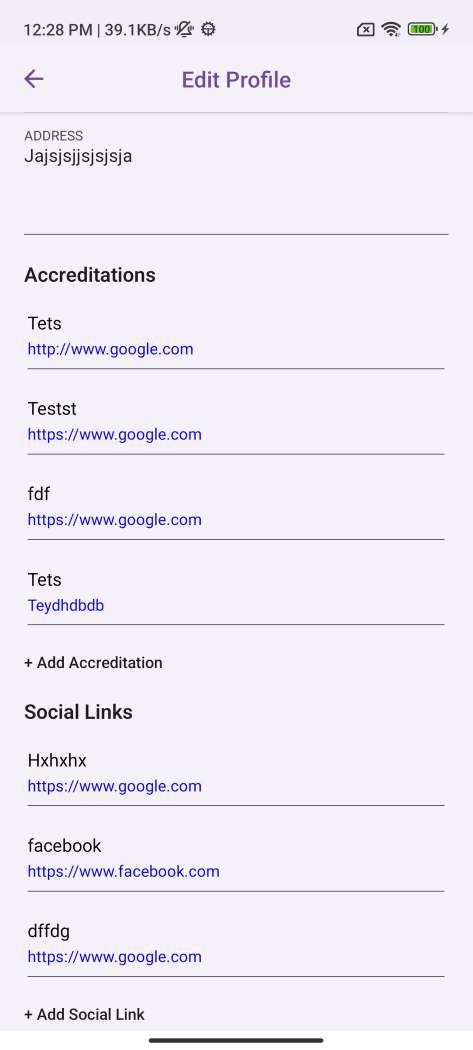 12:28 PM | 39.1KB/s
100
Edit Profile
ADDRESS
Jajsjsjjsjsjsja
Accreditations
Tets
http://www.google.com
Testst
https://www.google.com
fdf
https://www.google.com
Tets
Teydhdbdb
+ Add Accreditation
Social Links
Hxhxhx
https://www.google.com
facebook
https://www.facebook.com
dffdg
https://www.google.com
+ Add Social Link